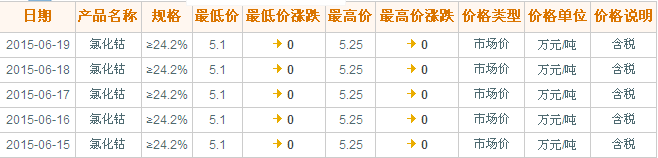 日期 产品名称 规格 最低价 最低价涨跌 最高价 最高价涨跌 价格类型 价格单位 价格说明
2015-06-19 氯化钴 ≥24.2% 5.1 → 0 5.25 → 0 市场价 万元/吨 含税
2015-06-18 氯化钴 ≥24.2% 5.1 → 0 5.25 → 0 市场价 万元/吨 含税
2015-06-17 氯化钴 ≥24.2% 5.1 → 0 5.25 → 0 市场价 万元/吨 含税
2015-06-16 氯化钴 ≥24.2% 5.1 → 0 5.25 → 0 市场价 万元/吨 含税
2015-06-15 氯化钴 ≥24.2% 5.1 → 0 5.25 → 0 市场价 万元/吨 含税